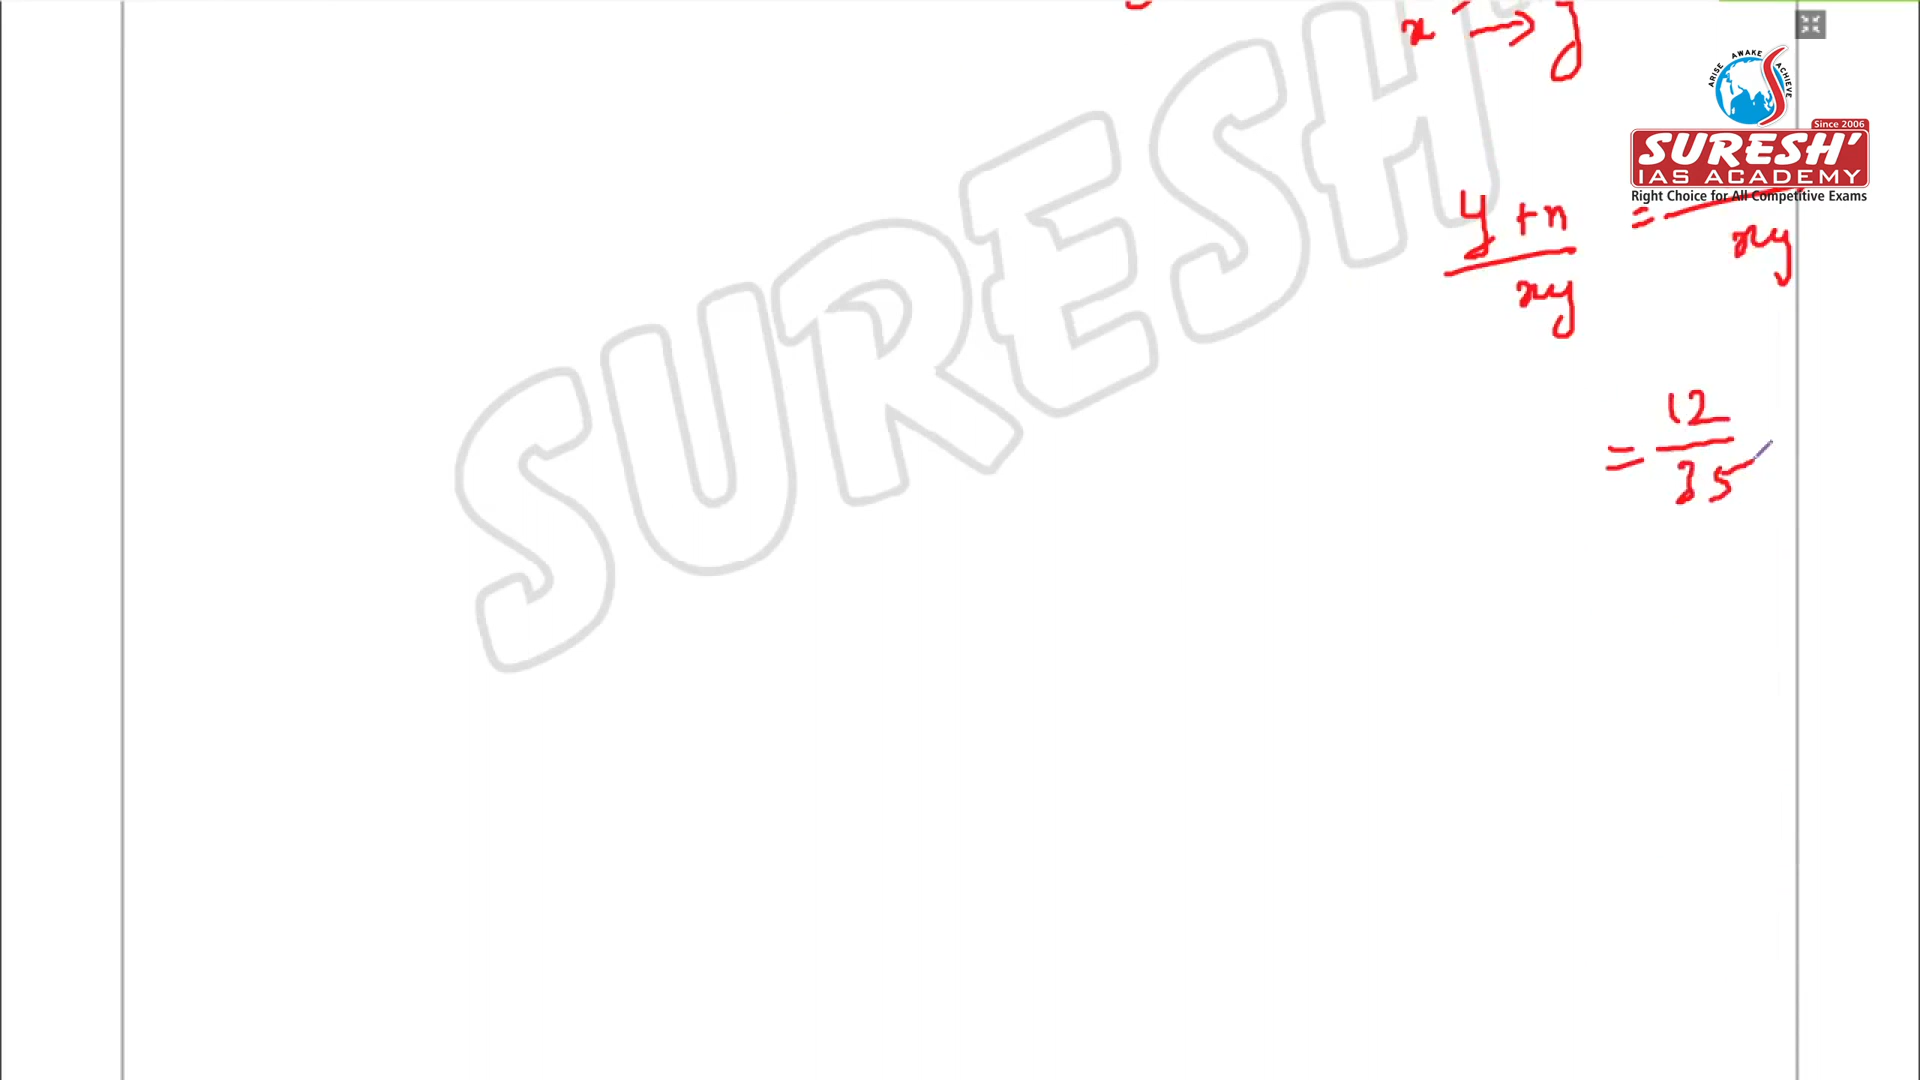 x → y
ARISE AWAKE ACHIEVE
Since 2006
SURESH'
IAS ACADEMY
Right Choice for All Competitive Exams
y + x
=
xy
xy
= 12
35
SURESH